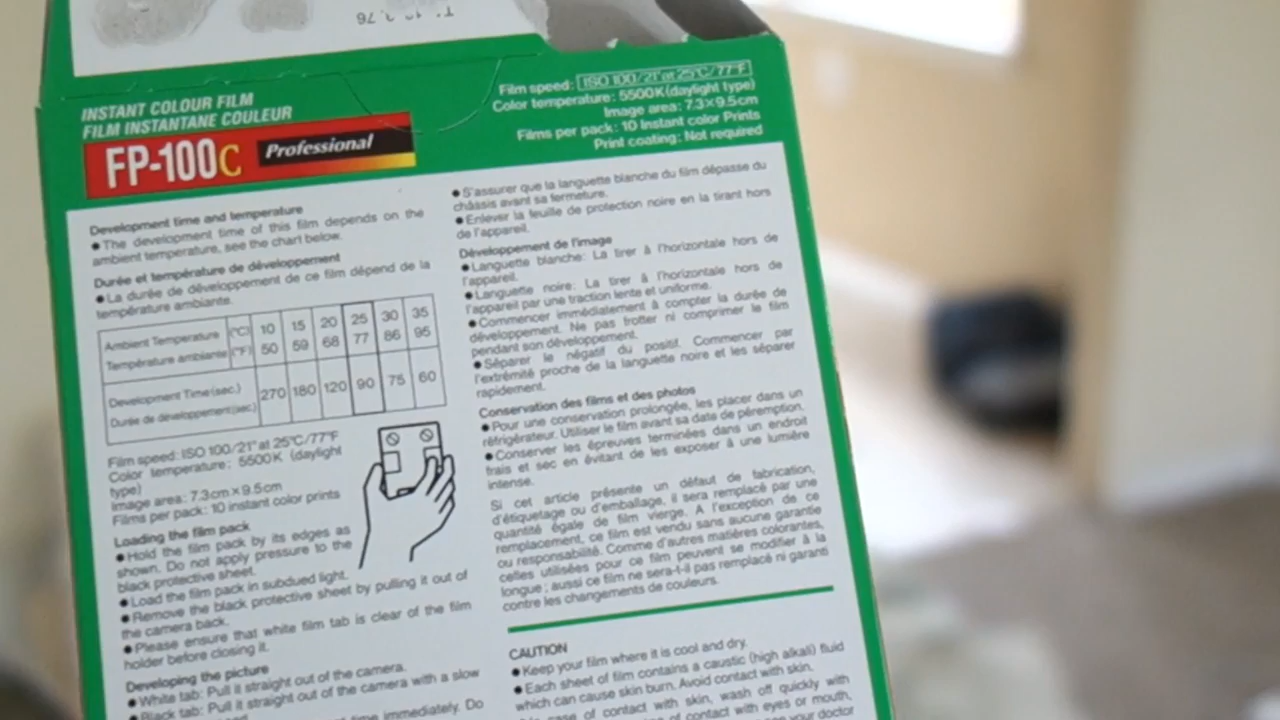 INSTANT COLOUR FILM
FILM INSTANTANE COULEUR
FP-100C Professional
Film speed: ISO 100/21° at 25°C/77°F
Color temperature: 5500K (daylight type)
Image area: 7.3×9.5cm
Films per pack: 10 Instant color Prints
Print coating: Not required
Development time and temperature
● The development time of this film depends on the
ambient temperature, see the chart below.
Durée et température de développement
● La durée de développement de ce film dépend de la
température ambiante.
Ambient Temperature (°C) 10 15 20 25 30 35
Température ambiante (°F) 50 59 68 77 86 95
Development Time (sec.)
Durée de développement (sec.) 270 180 120 90 75 60
Film speed: ISO 100/21° at 25°C/77°F
Color temperature: 5500K (daylight
type)
Image area: 7.3cm×9.5cm
Films per pack: 10 instant color prints
Loading the film pack
● Hold the film pack by its edges as
shown. Do not apply pressure to the
black protective sheet.
● Load the film pack in subdued light.
● Remove the black protective sheet by pulling it out of
the camera back.
● Please ensure that white film tab is clear of the film
holder before closing it.
Developing the picture
● White tab: Pull it straight out of the camera.
● Black tab: Pull it straight out of the camera with a slow
time immediately. Do
● S'assurer que la languette blanche du film dépasse du
châssis avant sa fermeture.
● Enlever la feuille de protection noire en la tirant hors
de l'appareil.
Développement de l'image
● Languette blanche: La tirer à l'horizontale hors de
l'appareil.
● Languette noire: La tirer à l'horizontale hors de
l'appareil par une traction lente et uniforme.
● Commencer immédiatement à compter la durée de
développement. Ne pas frotter ni comprimer le film
pendant son développement.
● Séparer le négatif du positif. Commencer par
l'extrémité proche de la languette noire et les séparer
rapidement.
Conservation des films et des photos
● Pour une conservation prolongée, les placer dans un
réfrigérateur. Utiliser le film avant sa date de péremption.
● Conserver les épreuves terminées dans un endroit
frais et sec en évitant de les exposer à une lumière
intense.
Si cet article présente un défaut de fabrication,
d'étiquetage ou d'emballage, il sera remplacé par une
quantité égale de film vierge. A l'exception de ce
remplacement, ce film est vendu sans aucune garantie
ou responsabilité. Comme d'autres matières colorantes,
celles utilisées pour ce film peuvent se modifier à la
longue; aussi ce film ne sera-t-il pas remplacé ni garanti
contre les changements de couleurs.
CAUTION
● Keep your film where it is cool and dry.
● Each sheet of film contains a caustic (high alkali) fluid
which can cause skin burn. Avoid contact with skin.
case of contact with skin, wash off quickly with
of contact with eyes or mouth,
your doctor